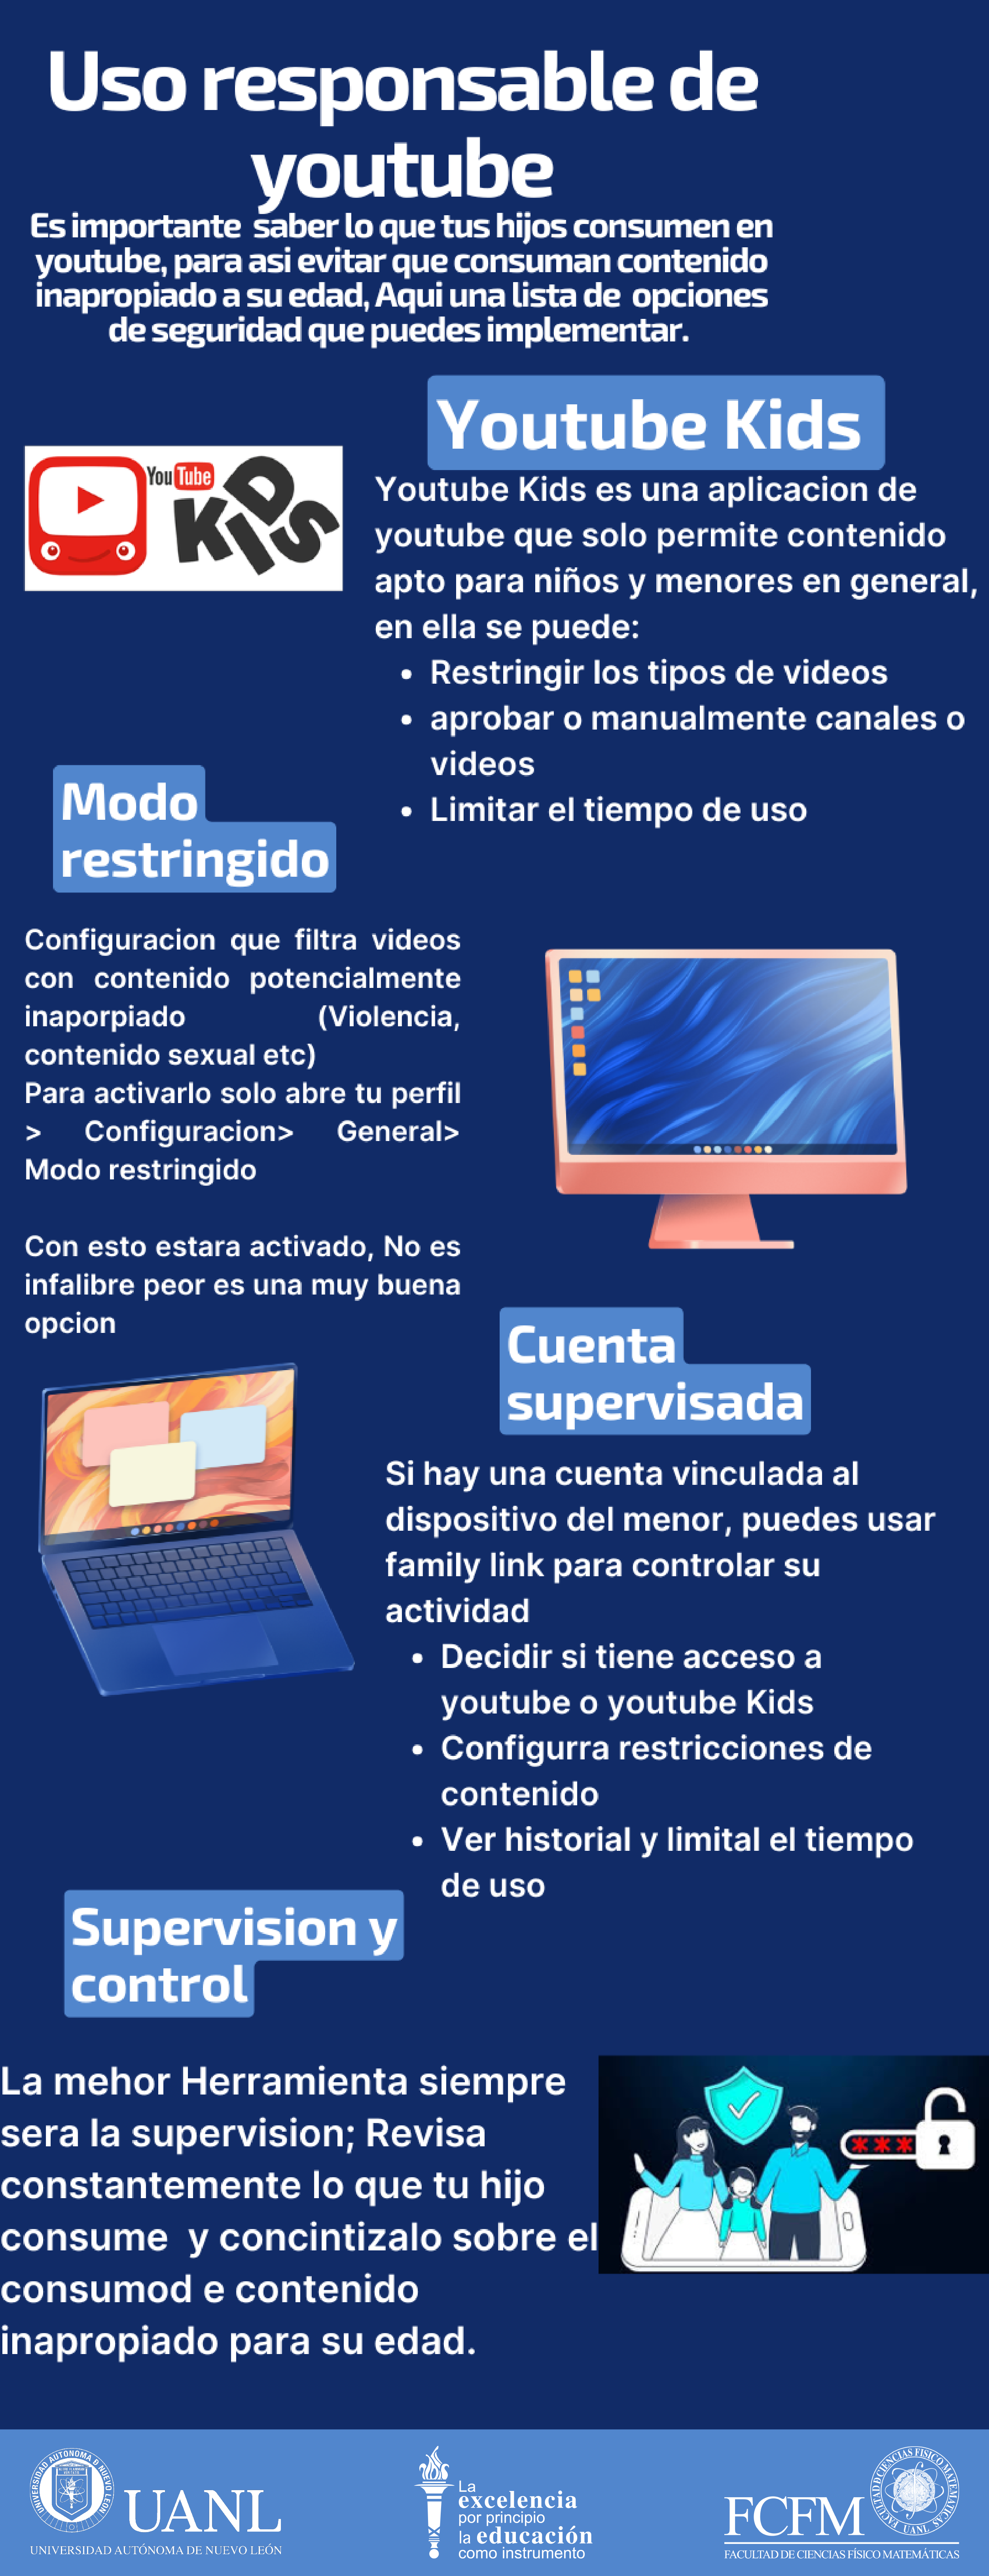 Uso responsable de
youtube
Es importante saber lo que tus hijos consumen en
youtube, para asi evitar que consuman contenido
inapropiado a su edad, Aqui una lista de opciones
de seguridad que puedes implementar.
Youtube Kids
You Tube
KIDS
Youtube Kids es una aplicacion de
youtube que solo permite contenido
apto para niños y menores en general,
en ella se puede:
• Restringir los tipos de videos
• aprobar o manualmente canales o
videos
• Limitar el tiempo de uso
Modo
restringido
Configuracion que filtra videos
con contenido potencialmente
inaporpiado (Violencia,
contenido sexual etc)
Para activarlo solo abre tu perfil
> Configuracion> General>
Modo restringido
Con esto estara activado, No es
infalibre peor es una muy buena
opcion
Cuenta
supervisada
Si hay una cuenta vinculada al
dispositivo del menor, puedes usar
family link para controlar su
actividad
• Decidir si tiene acceso a
youtube o youtube Kids
• Configurra restricciones de
contenido
• Ver historial y limital el tiempo
de uso
Supervision y
control
La mehor Herramienta siempre
sera la supervision; Revisa
constantemente lo que tu hijo
consume y concintizalo sobre el
consumod e contenido
inapropiado para su edad.
***
UANL
UNIVERSIDAD AUTÓNOMA DE NUEVO LEÓN
La
excelencia
por principio
la educación
como instrumento
FCFM
FACULTAD DE CIENCIAS FÍSICO MATEMÁTICAS